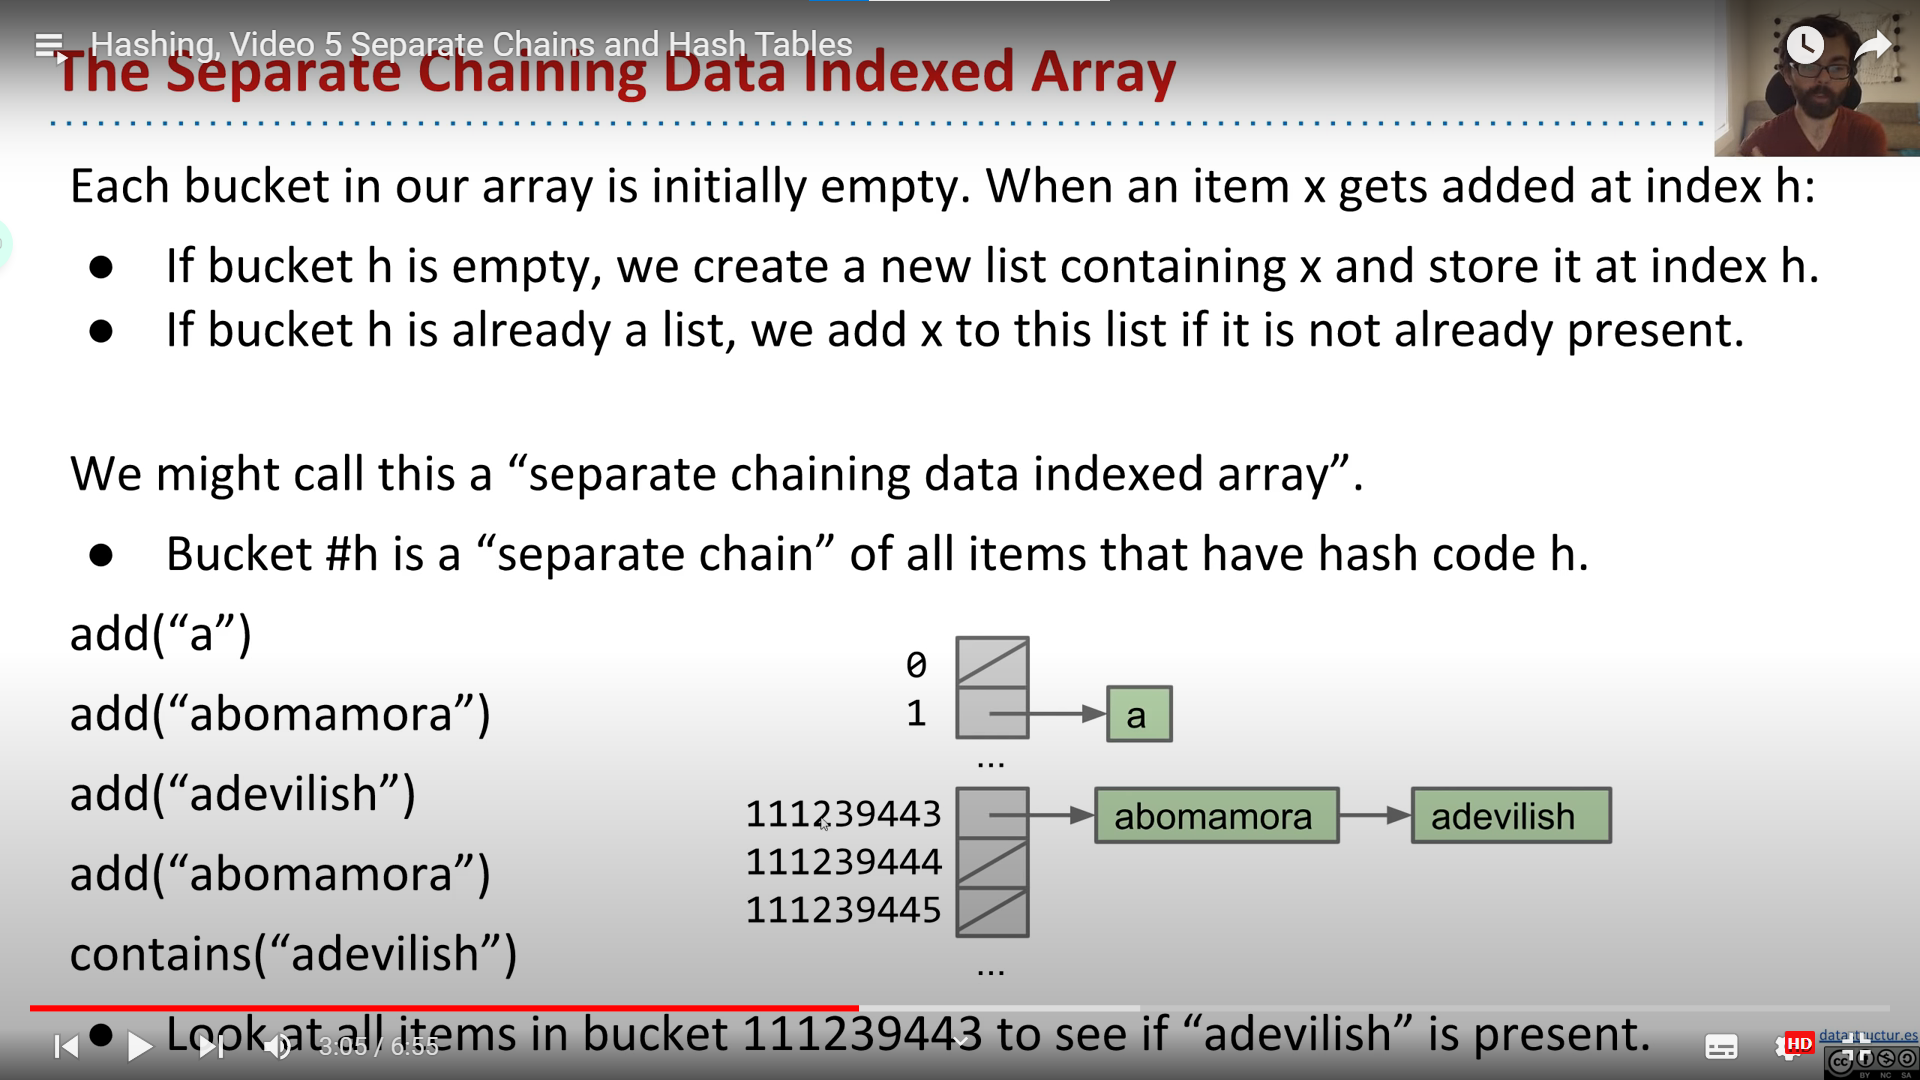 Hashing, Video 5 Separate Chains and Hash Tables
The Separate Chaining Data Indexed Array
Each bucket in our array is initially empty. When an item x gets added at index h:
● If bucket h is empty, we create a new list containing x and store it at index h.
● If bucket h is already a list, we add x to this list if it is not already present.
We might call this a “separate chaining data indexed array”.
● Bucket #h is a “separate chain” of all items that have hash code h.
add(“a”)
add(“abomamora”)
add(“adevilish”)
add(“abomamora”)
contains(“adevilish”)
● Look at all items in bucket 111239443 to see if “adevilish” is present.
0
1
a
...
111239443
abomamora
adevilish
111239444
111239445
...
3:05 / 6:55
HD
datastructur.es
cc
BY NC SA